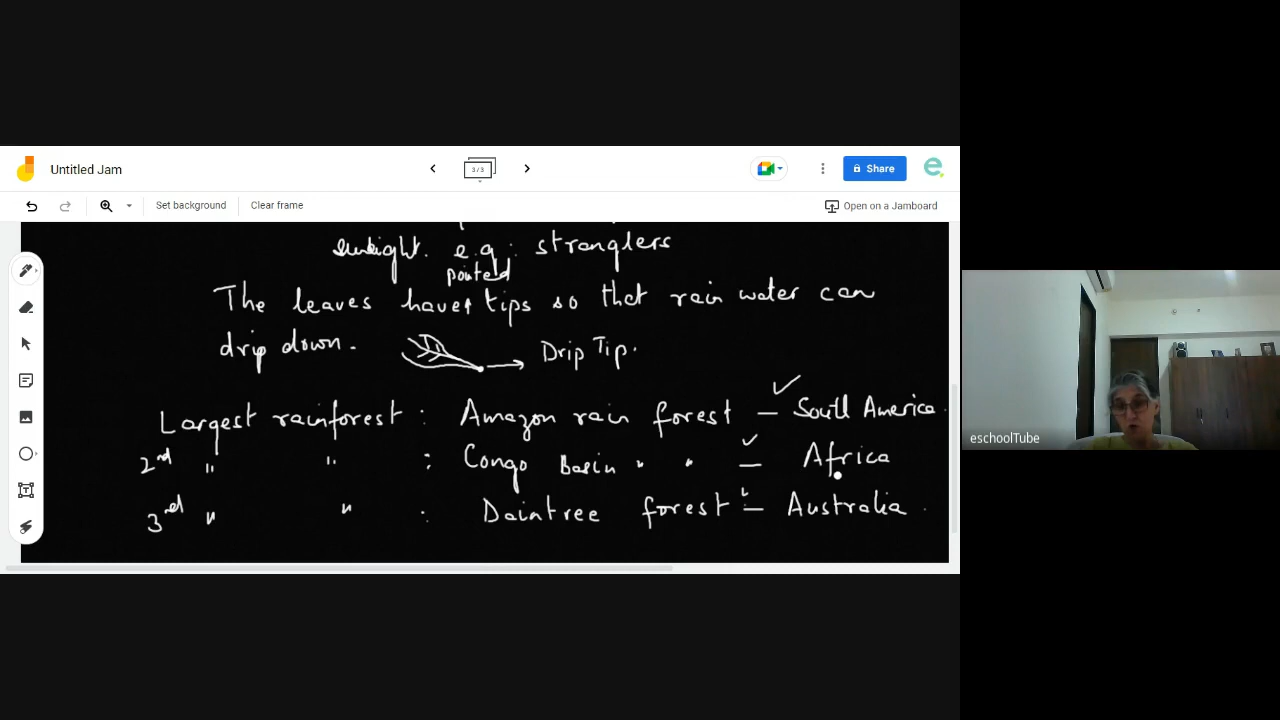 Untitled Jam
3/3
Share
Set background
Clear frame
Open on a Jamboard
sunlight. e.g: stranglers
pointed
The leaves have tips so that rain water can
drip down.
Drip Tip.
Largest rainforest : Amazon rain forest – South America.
2nd " " : Congo Basin " " – Africa
3rd " " : Daintree forest – Australia.
eschoolTube